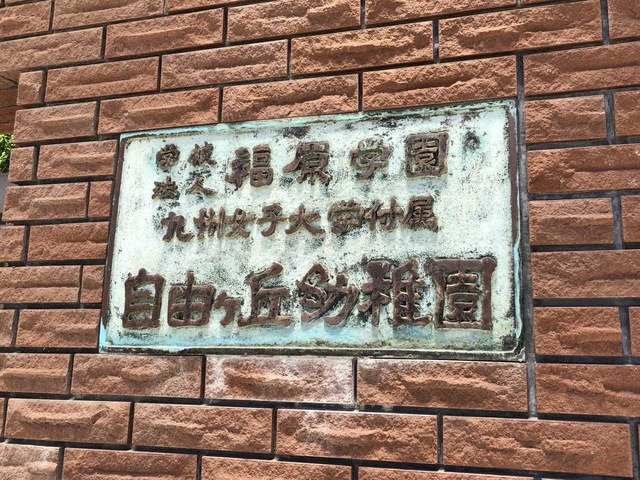 学校法人 福原学園
九州女子大学付属
自由ヶ丘幼稚園